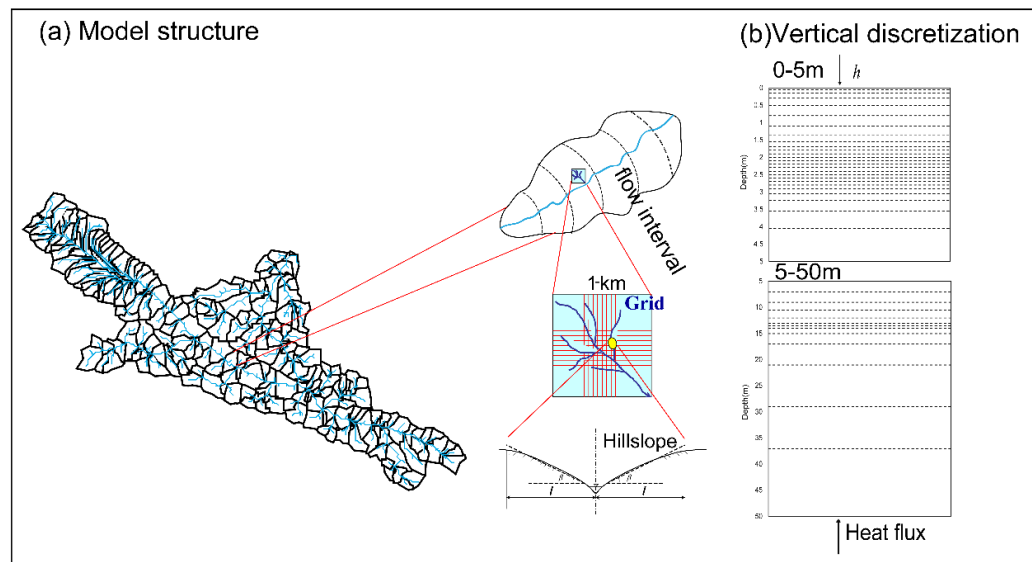 (a) Model structure
flow interval
1-km
Grid
Hillslope
β
β
l
l
(b)Vertical discretization
0-5m
h
0
0.5
1
1.5
2
2.5
3
3.5
4
4.5
5
Depth(m)
5-50m
5
10
15
20
25
30
35
40
45
50
Depth(m)
Heat flux